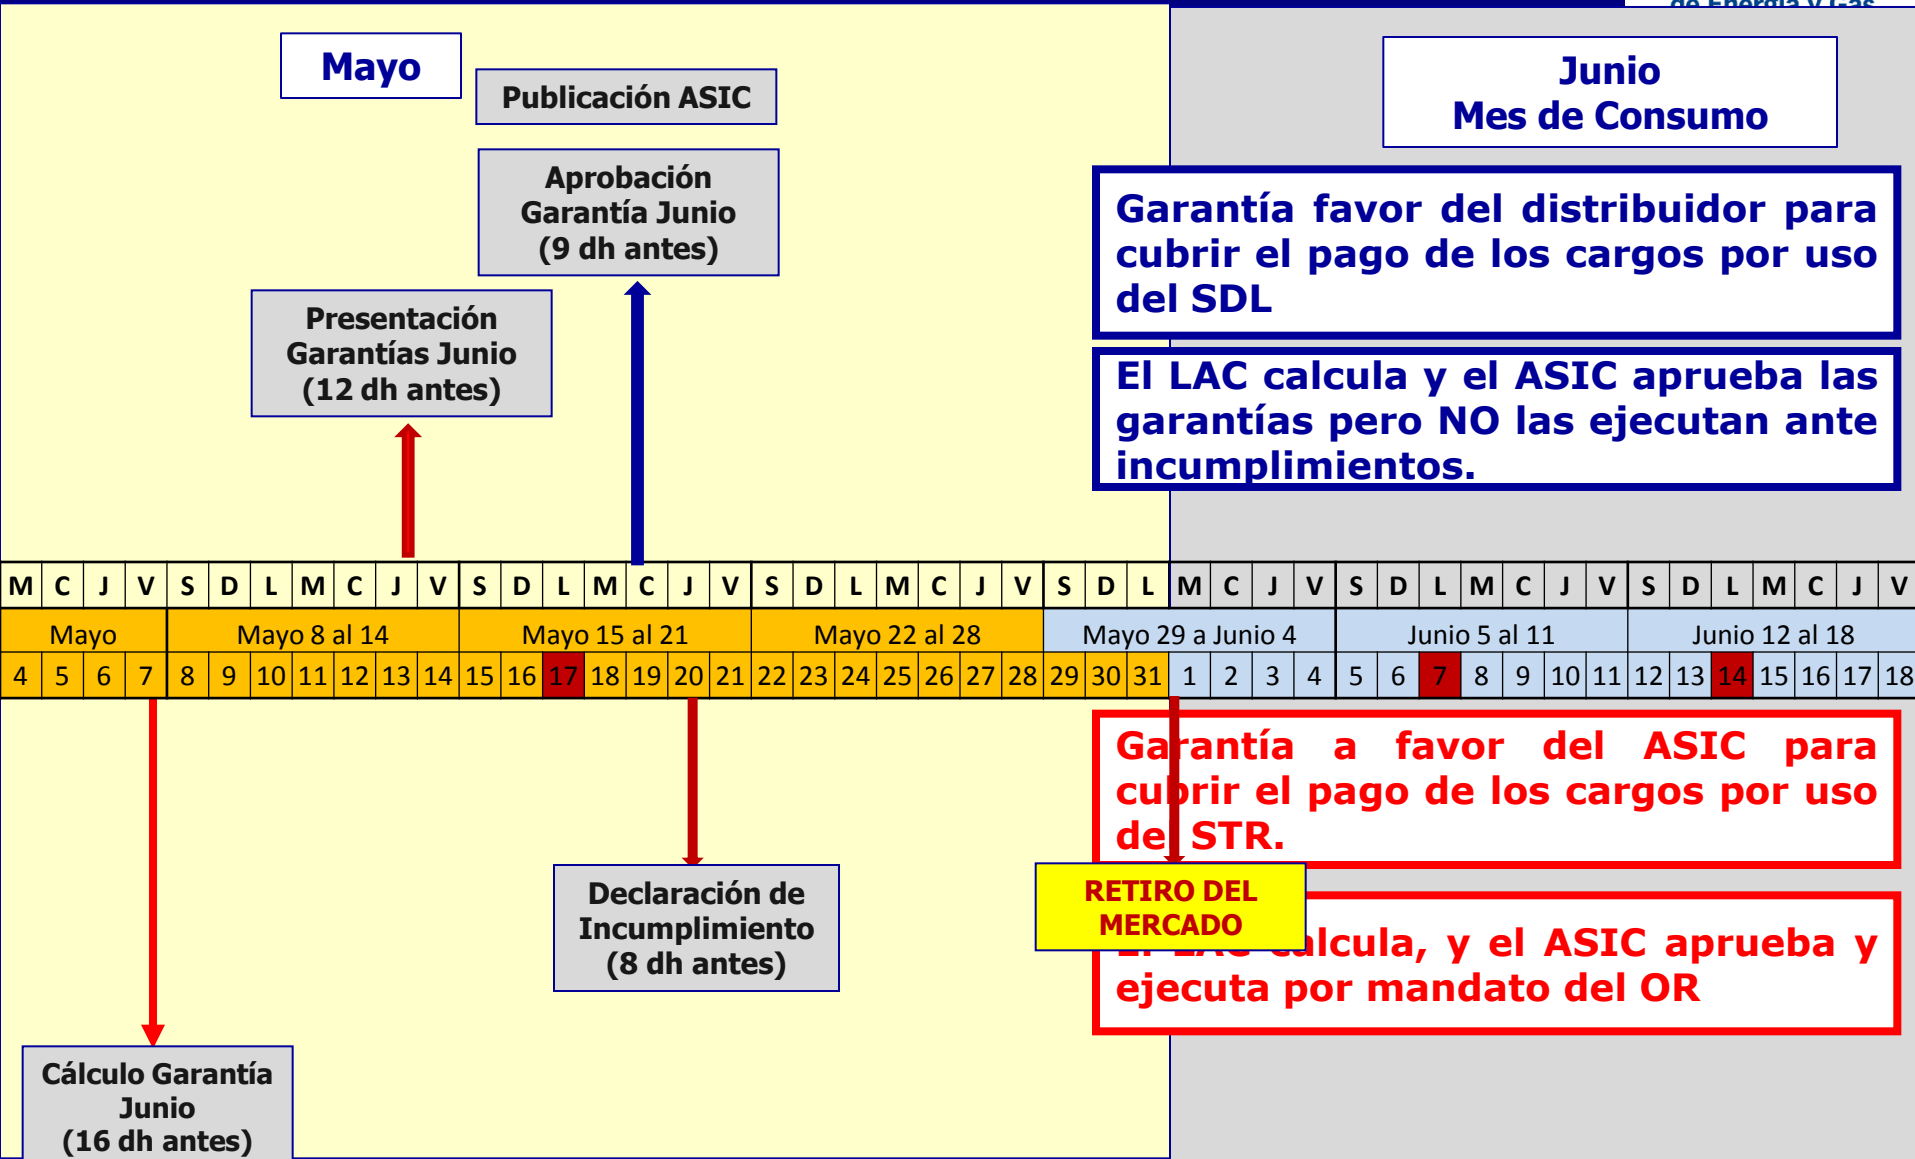 de Energía y Gas
Mayo
Publicación ASIC
Junio
Mes de Consumo
Aprobación
Garantía Junio
(9 dh antes)
Garantía favor del distribuidor para
cubrir el pago de los cargos por uso
del SDL
Presentación
Garantías Junio
(12 dh antes)
El LAC calcula y el ASIC aprueba las
garantías pero NO las ejecutan ante
incumplimientos.
M C J V S D L M C J V S D L M C J V S D L M C J V S D L M C J V S D L M C J V S D L M C J V
Mayo Mayo 8 al 14 Mayo 15 al 21 Mayo 22 al 28 Mayo 29 a Junio 4 Junio 5 al 11 Junio 12 al 18
4 5 6 7 8 9 10 11 12 13 14 15 16 17 18 19 20 21 22 23 24 25 26 27 28 29 30 31 1 2 3 4 5 6 7 8 9 10 11 12 13 14 15 16 17 18
Garantía a favor del ASIC para
cubrir el pago de los cargos por uso
del STR.
Declaración de
Incumplimiento
(8 dh antes)
RETIRO DEL
MERCADO
El LAC calcula, y el ASIC aprueba y
ejecuta por mandato del OR
Cálculo Garantía
Junio
(16 dh antes)